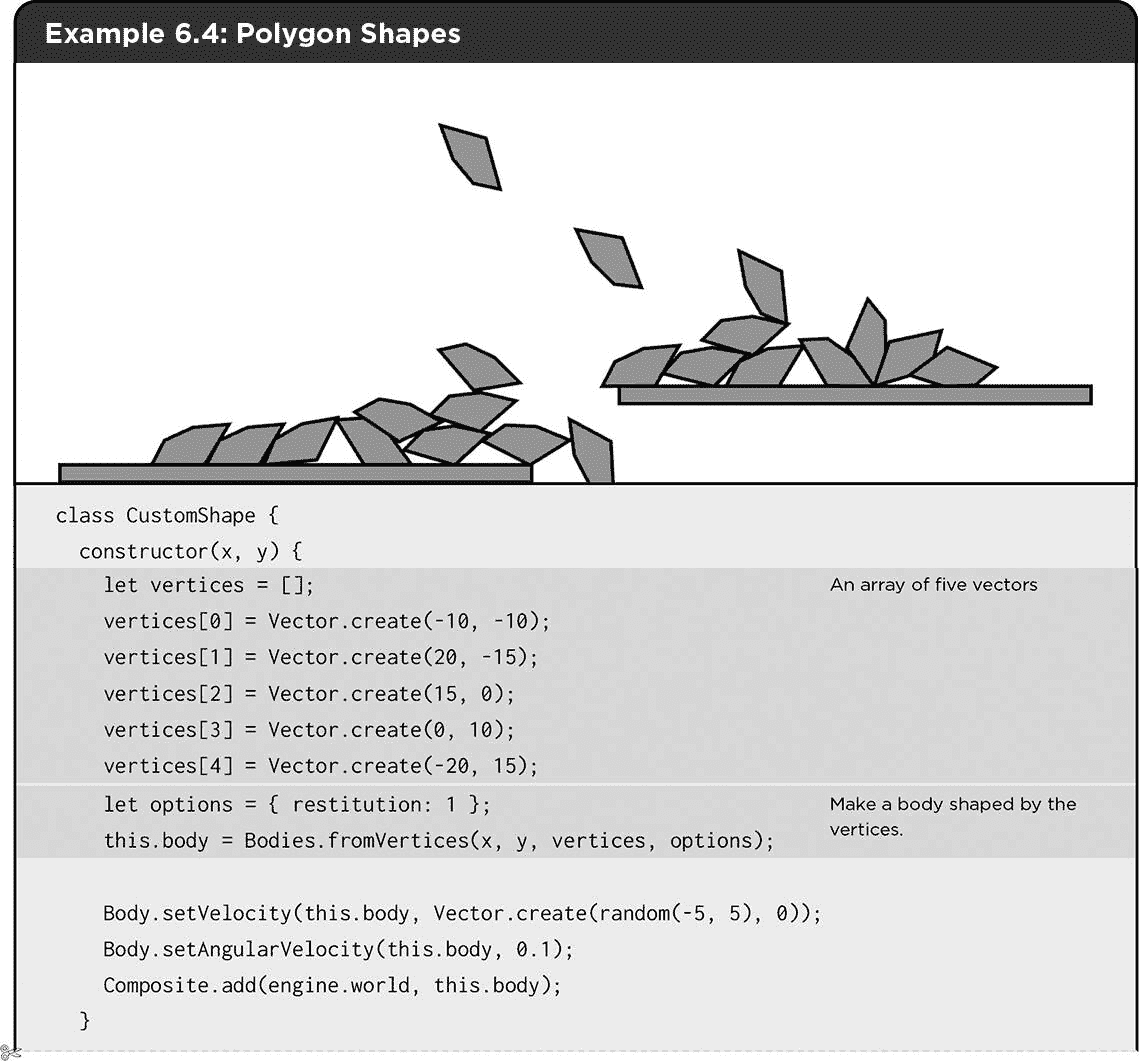 Example 6.4: Polygon Shapes
class CustomShape {
constructor(x, y) {
let vertices = [];
An array of five vectors
vertices[0] = Vector.create(-10, -10);
vertices[1] = Vector.create(20, -15);
vertices[2] = Vector.create(15, 0);
vertices[3] = Vector.create(0, 10);
vertices[4] = Vector.create(-20, 15);
let options = { restitution: 1 };
Make a body shaped by the
vertices.
this.body = Bodies.fromVertices(x, y, vertices, options);
Body.setVelocity(this.body, Vector.create(random(-5, 5), 0));
Body.setAngularVelocity(this.body, 0.1);
Composite.add(engine.world, this.body);
}